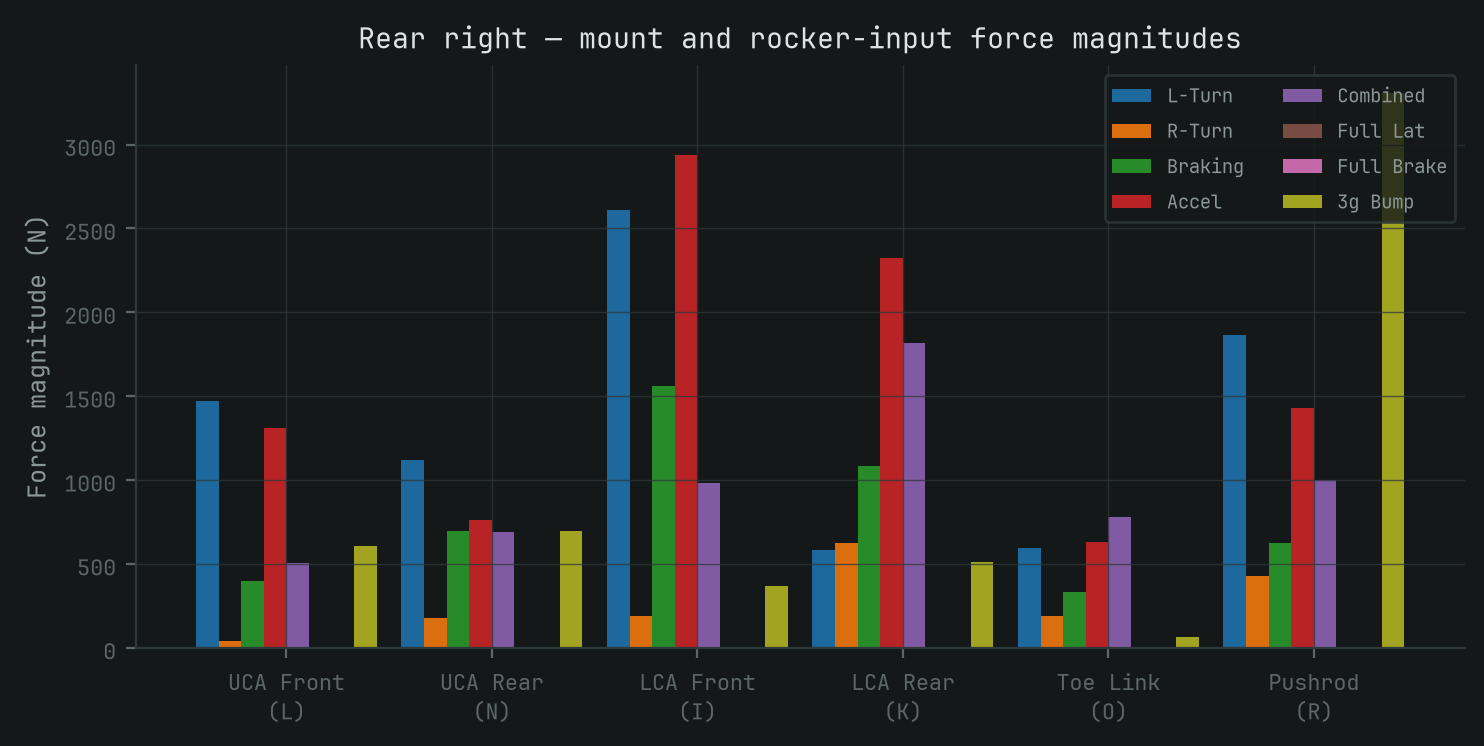 Rear right — mount and rocker-input force magnitudes
L-Turn
R-Turn
Braking
Accel
Combined
Full Lat
Full Brake
3g Bump
Force magnitude (N)
3000
2500
2000
1500
1000
500
0
UCA Front
(L)
UCA Rear
(N)
LCA Front
(I)
LCA Rear
(K)
Toe Link
(O)
Pushrod
(R)